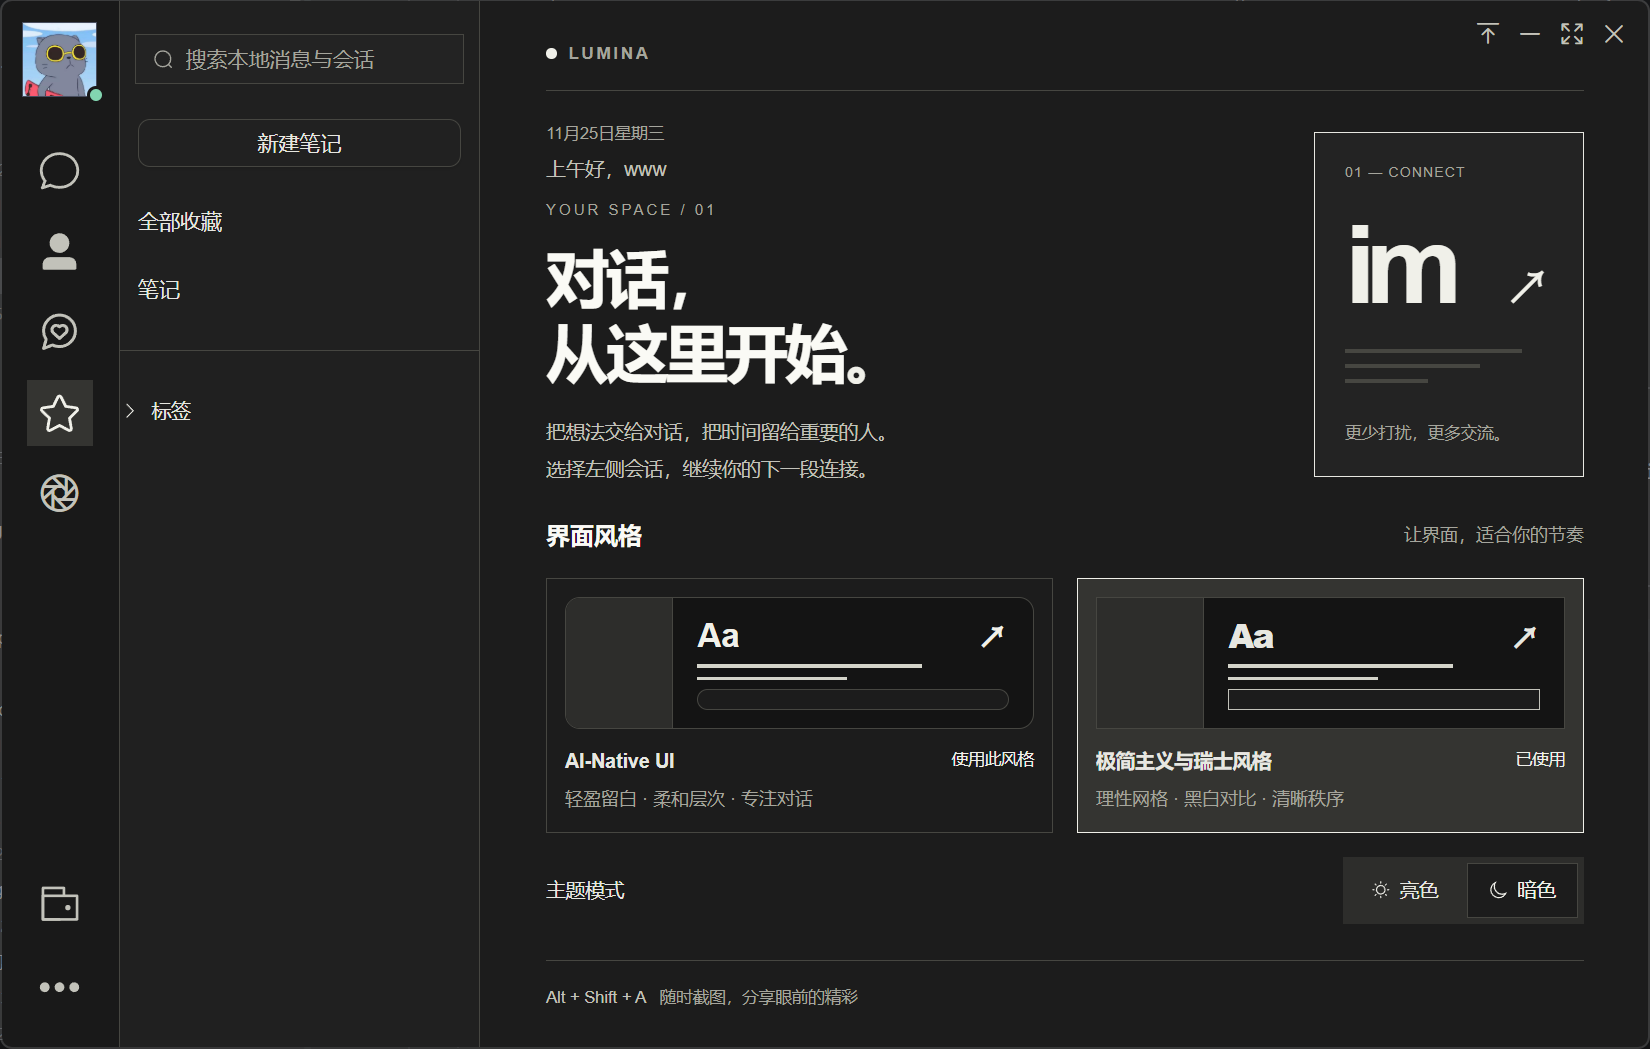 搜索本地消息与会话
新建笔记
全部收藏
笔记
标签
LUMINA
11月25日星期三
上午好，www
YOUR SPACE / 01
对话，
从这里开始。
把想法交给对话，把时间留给重要的人。
选择左侧会话，继续你的下一段连接。
01 — CONNECT
im
更少打扰，更多交流。
界面风格
让界面，适合你的节奏
Aa
AI-Native UI
使用此风格
轻盈留白 · 柔和层次 · 专注对话
Aa
极简主义与瑞士风格
已使用
理性网格 · 黑白对比 · 清晰秩序
主题模式
亮色
暗色
Alt + Shift + A 随时截图，分享眼前的精彩